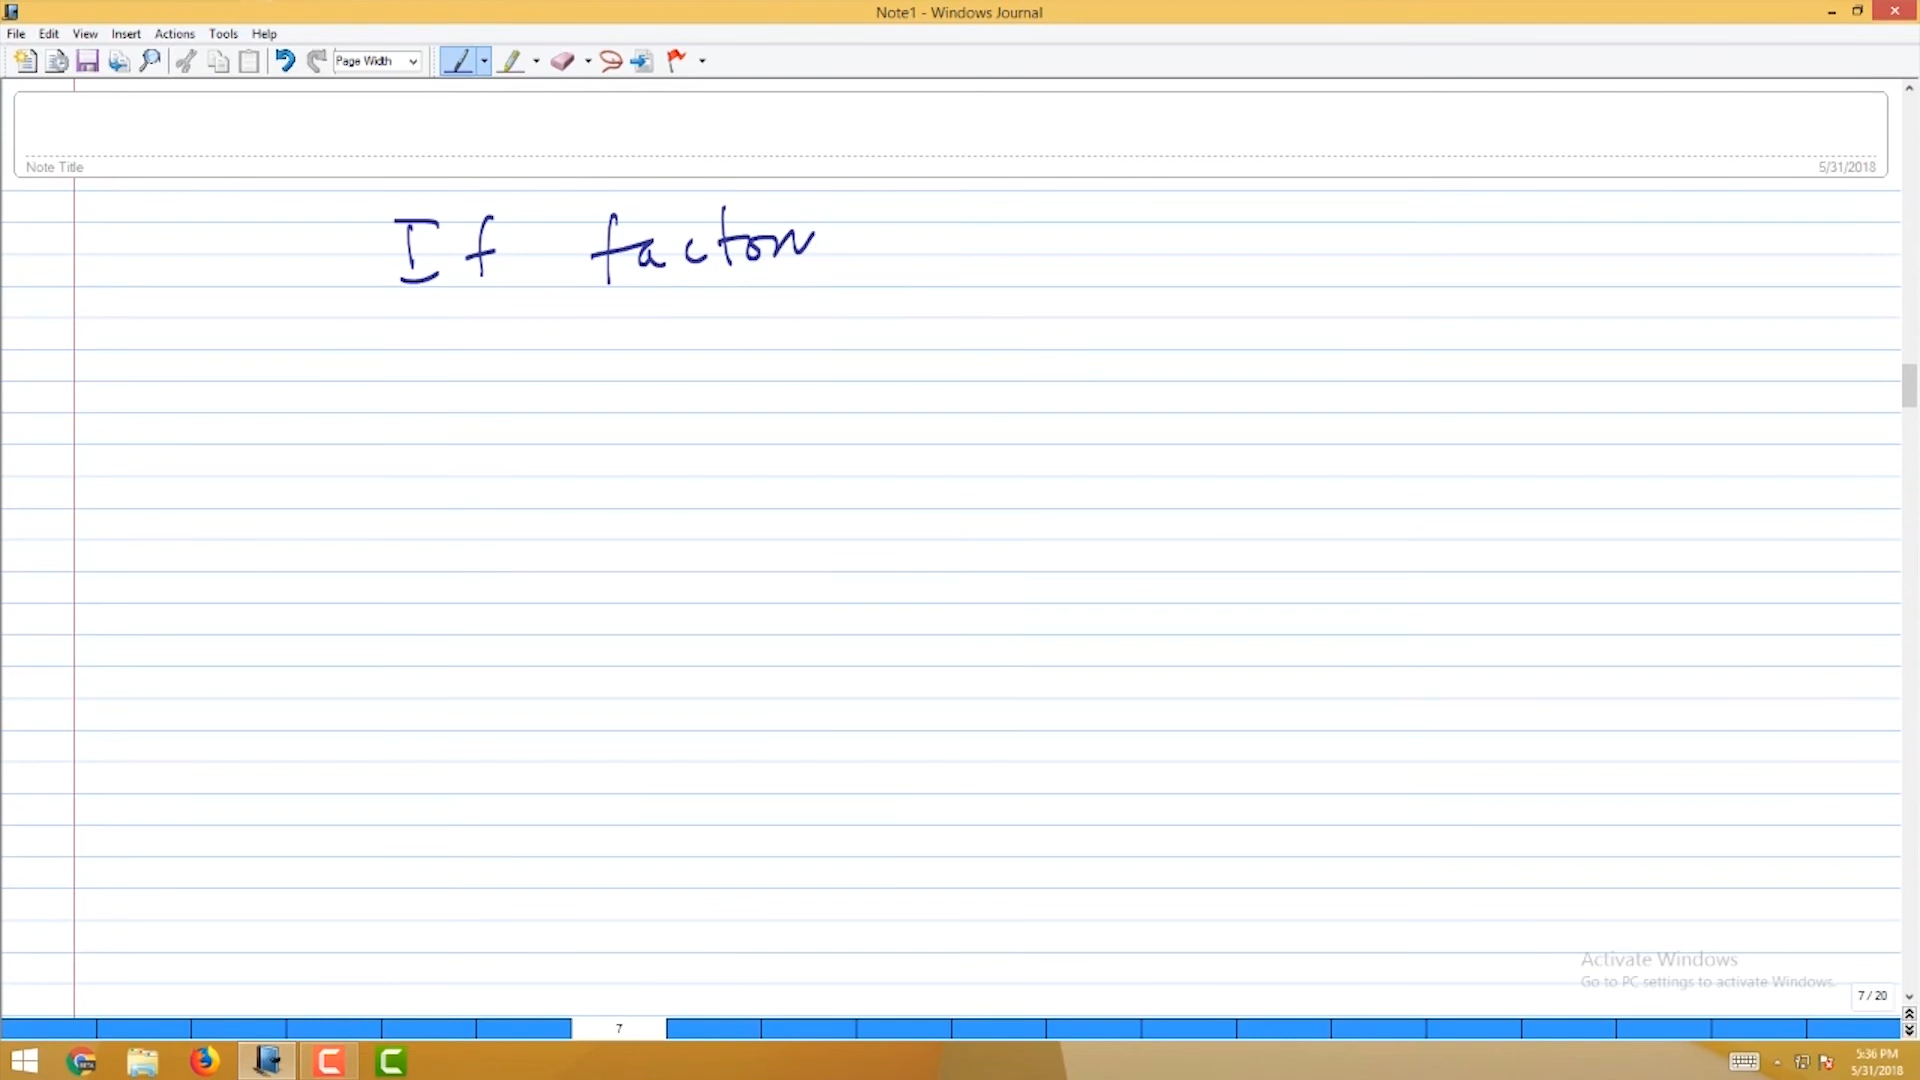 Note1 - Windows Journal
File Edit View Insert Actions Tools Help
Page Width
Note Title 5/31/2018
If factor
Activate Windows
Go to PC settings to activate Windows.
7 / 20
7
5:36 PM
5/31/2018